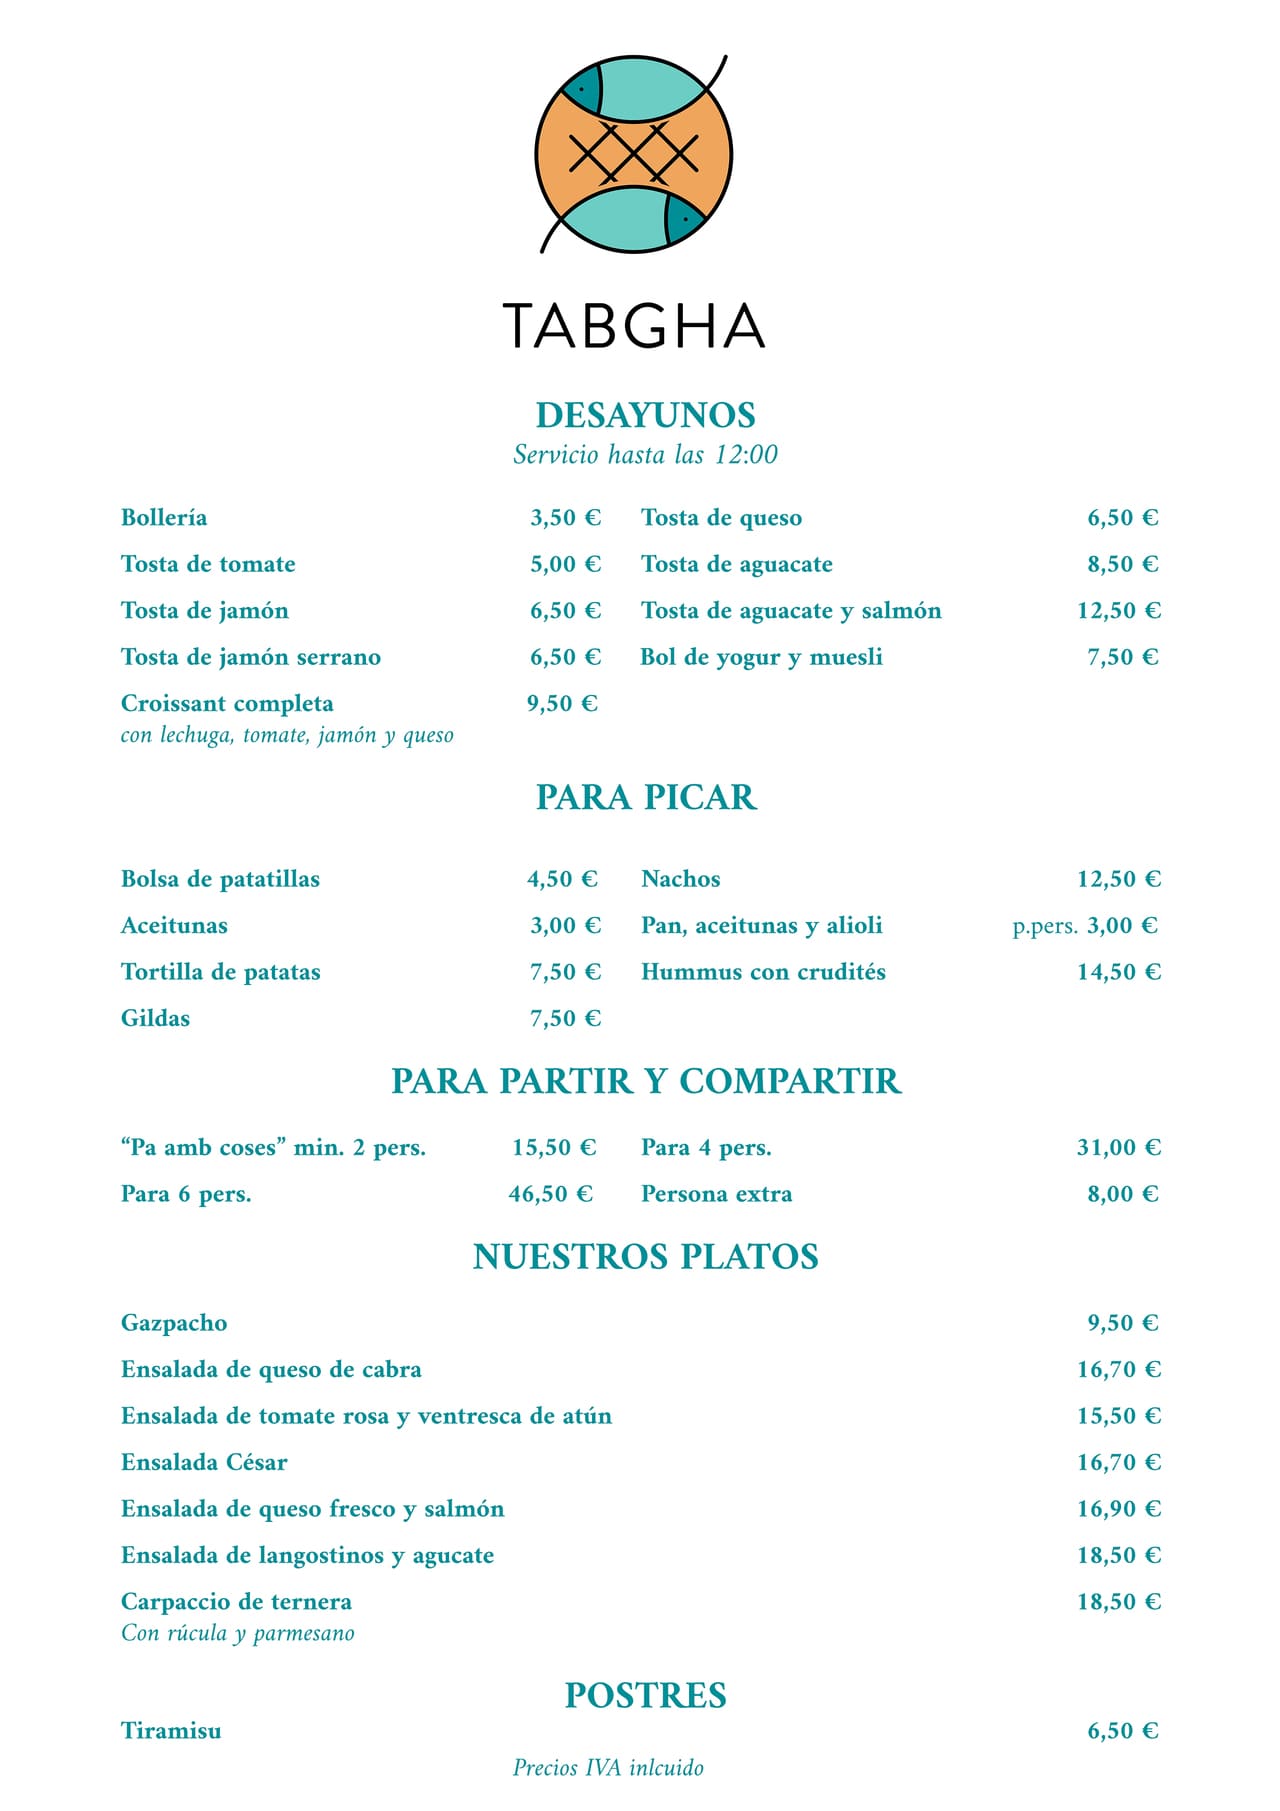 TABGHA
DESAYUNOS
Servicio hasta las 12:00
Bollería 3,50 € Tosta de queso 6,50 €
Tosta de tomate 5,00 € Tosta de aguacate 8,50 €
Tosta de jamón 6,50 € Tosta de aguacate y salmón 12,50 €
Tosta de jamón serrano 6,50 € Bol de yogur y muesli 7,50 €
Croissant completa 9,50 €
con lechuga, tomate, jamón y queso
PARA PICAR
Bolsa de patatillas 4,50 € Nachos 12,50 €
Aceitunas 3,00 € Pan, aceitunas y alioli p.pers. 3,00 €
Tortilla de patatas 7,50 € Hummus con crudités 14,50 €
Gildas 7,50 €
PARA PARTIR Y COMPARTIR
“Pa amb coses” min. 2 pers. 15,50 € Para 4 pers. 31,00 €
Para 6 pers. 46,50 € Persona extra 8,00 €
NUESTROS PLATOS
Gazpacho 9,50 €
Ensalada de queso de cabra 16,70 €
Ensalada de tomate rosa y ventresca de atún 15,50 €
Ensalada César 16,70 €
Ensalada de queso fresco y salmón 16,90 €
Ensalada de langostinos y agucate 18,50 €
Carpaccio de ternera 18,50 €
Con rúcula y parmesano
POSTRES
Tiramisu 6,50 €
Precios IVA inlcuido